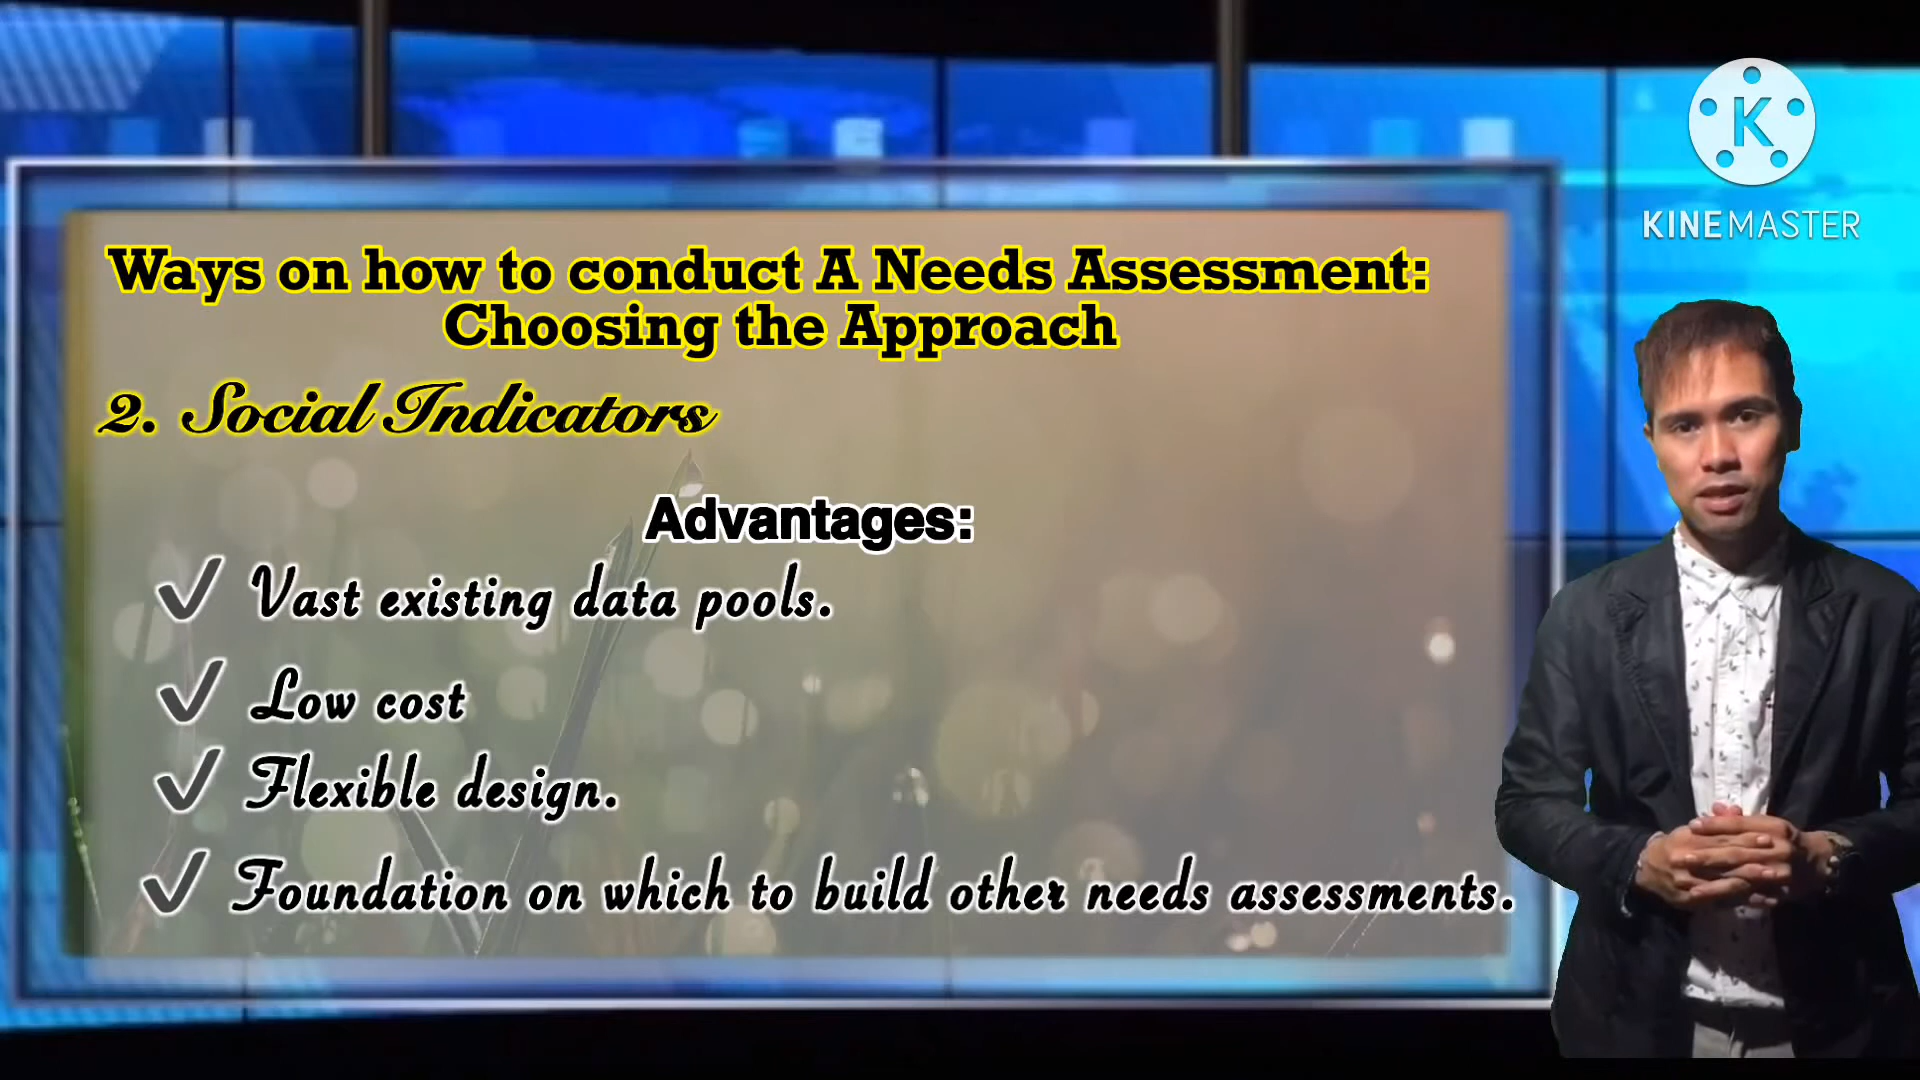 K
KINEMASTER
Ways on how to conduct A Needs Assessment:
Choosing the Approach
2. Social Indicators
Advantages:
✔ Vast existing data pools.
✔ Low cost
✔ Flexible design.
✔ Foundation on which to build other needs assessments.